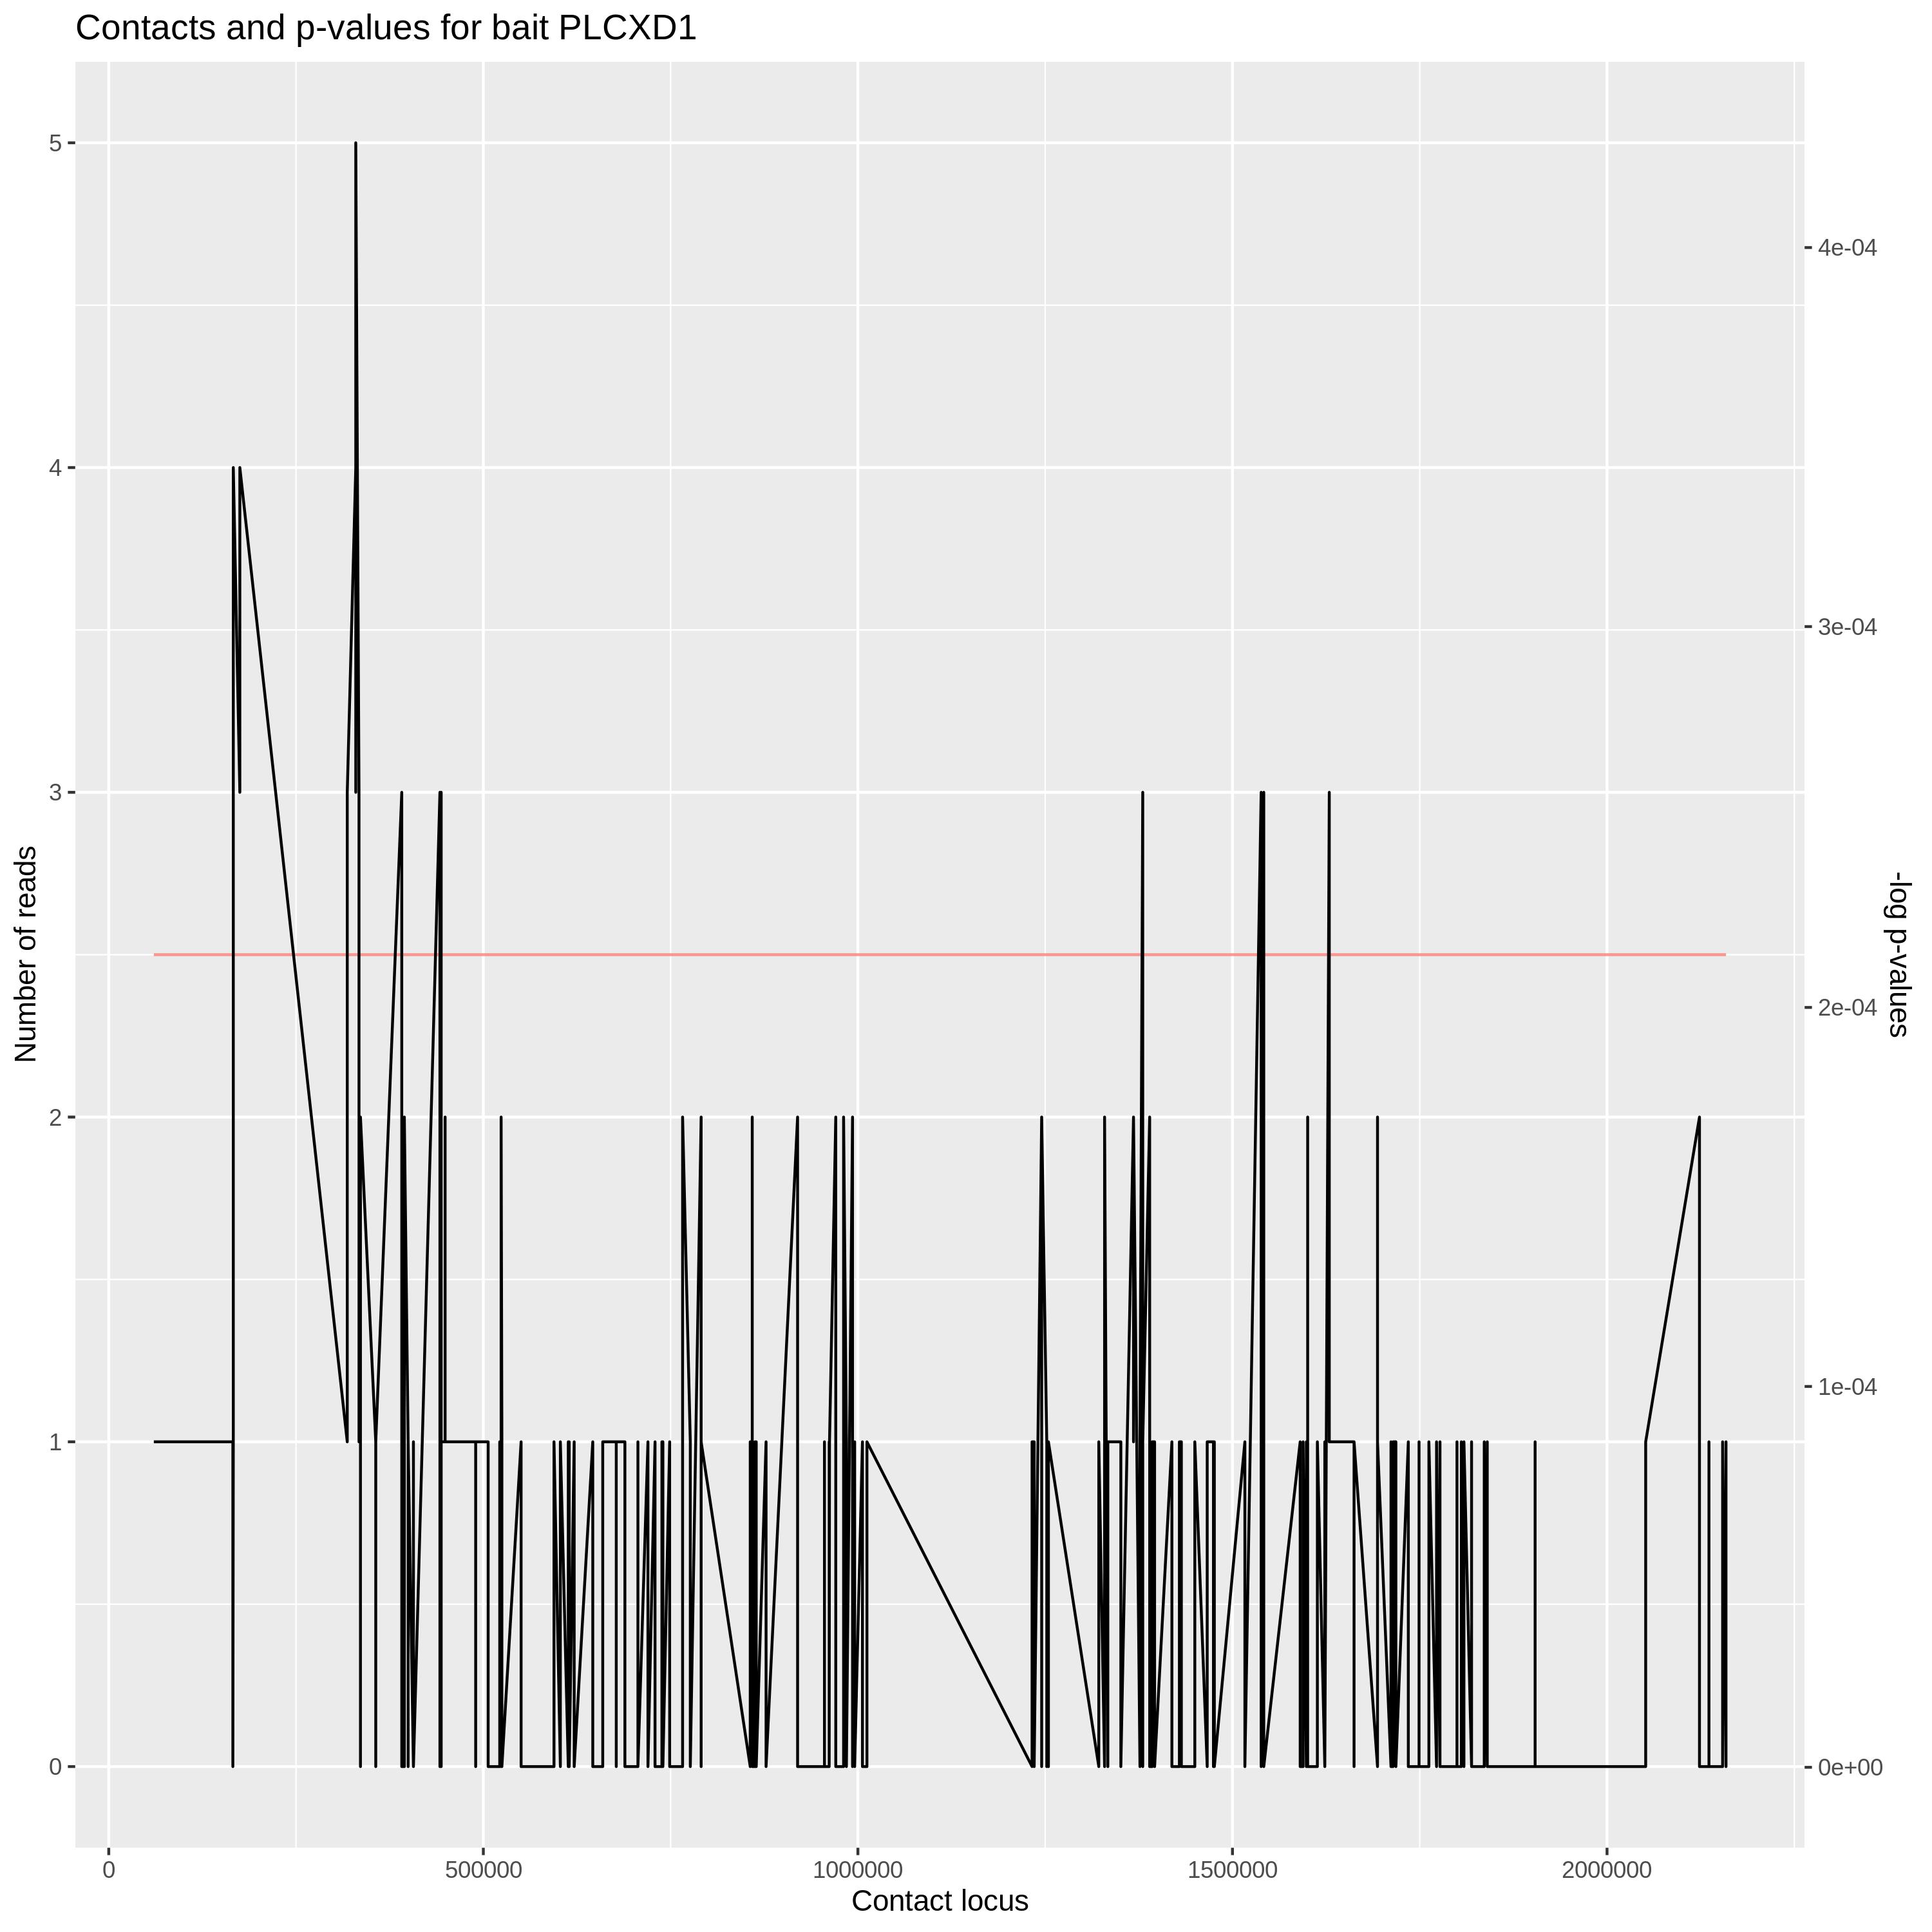 Contacts and p-values for bait PLCXD1
5
4
3
2
1
0
Number of reads
4e-04
3e-04
2e-04
1e-04
0e+00
-log p-values
0
500000
1000000
1500000
2000000
Contact locus